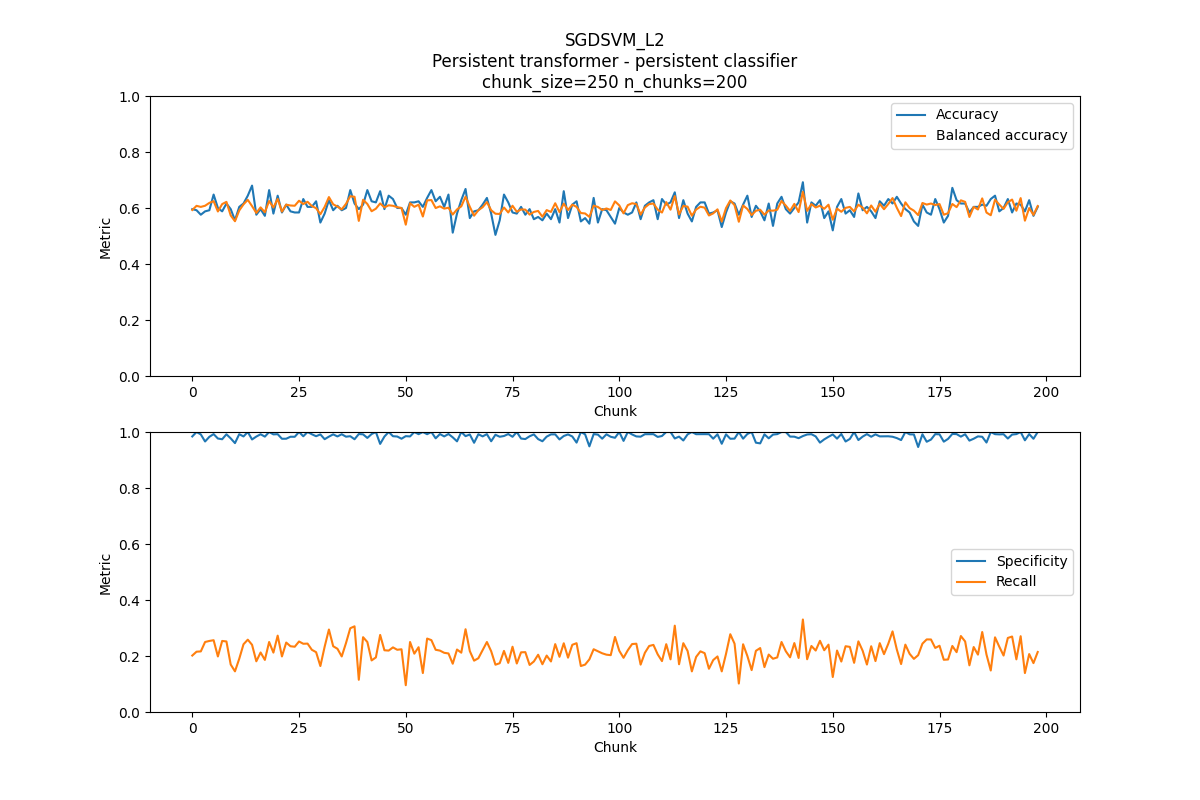 SGDSVM_L2
Persistent transformer - persistent classifier
chunk_size=250 n_chunks=200
1.0
0.8
0.6
0.4
0.2
0.0
Metric
Accuracy
Balanced accuracy
0 25 50 75 100 125 150 175 200
Chunk
1.0
0.8
0.6
0.4
0.2
0.0
Metric
Specificity
Recall
0 25 50 75 100 125 150 175 200
Chunk